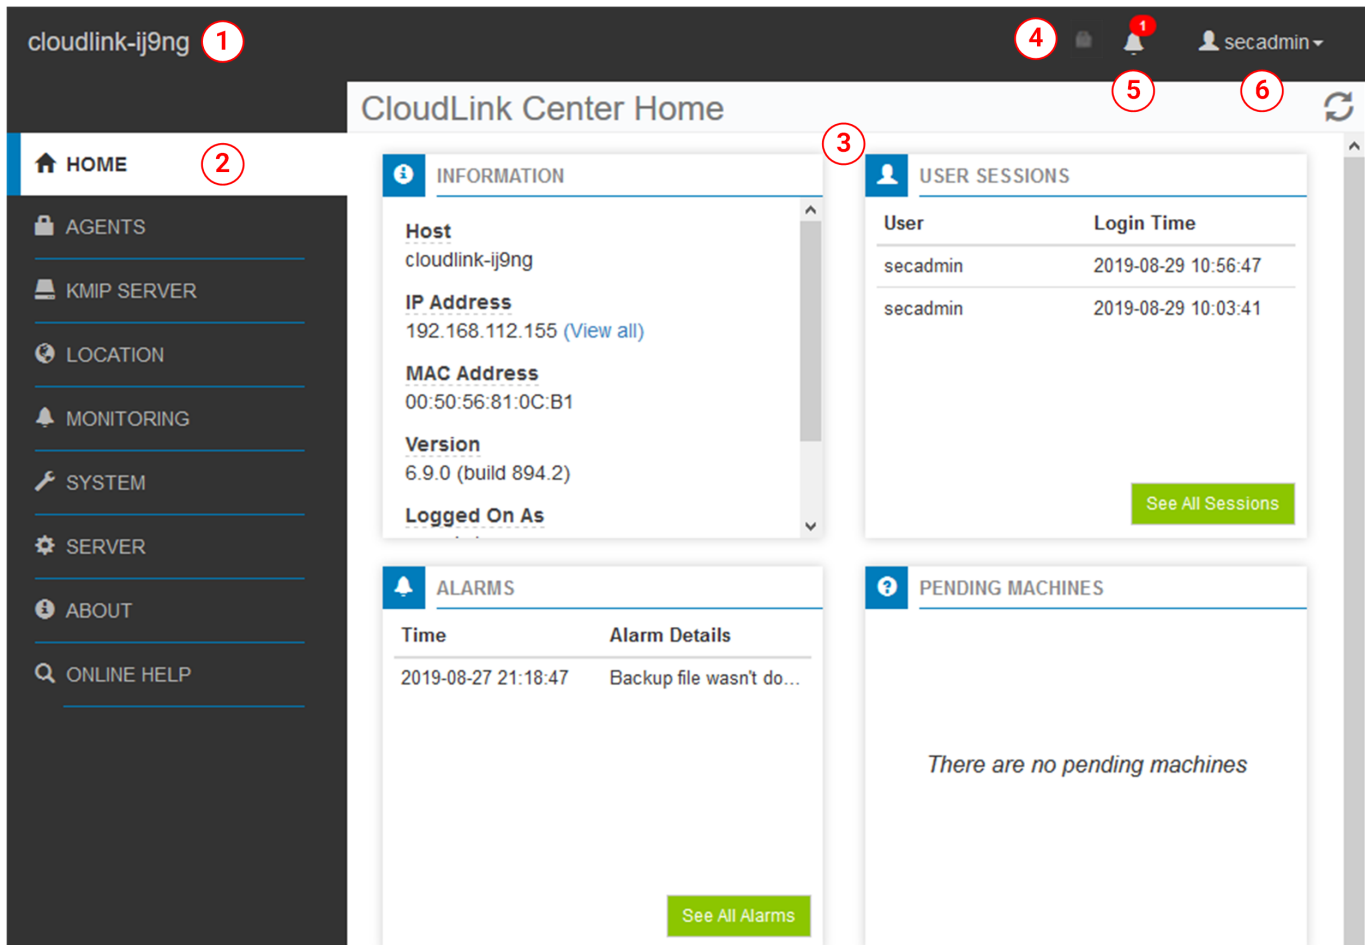 cloudlink-ij9ng 1
4
1
secadmin
5
6
CloudLink Center Home
HOME 2
AGENTS
KMIP SERVER
LOCATION
MONITORING
SYSTEM
SERVER
ABOUT
ONLINE HELP
3
INFORMATION
Host
cloudlink-ij9ng
IP Address
192.168.112.155 (View all)
MAC Address
00:50:56:81:0C:B1
Version
6.9.0 (build 894.2)
Logged On As
USER SESSIONS
User Login Time
secadmin 2019-08-29 10:56:47
secadmin 2019-08-29 10:03:41
See All Sessions
ALARMS
Time Alarm Details
2019-08-27 21:18:47 Backup file wasn't do...
See All Alarms
PENDING MACHINES
There are no pending machines